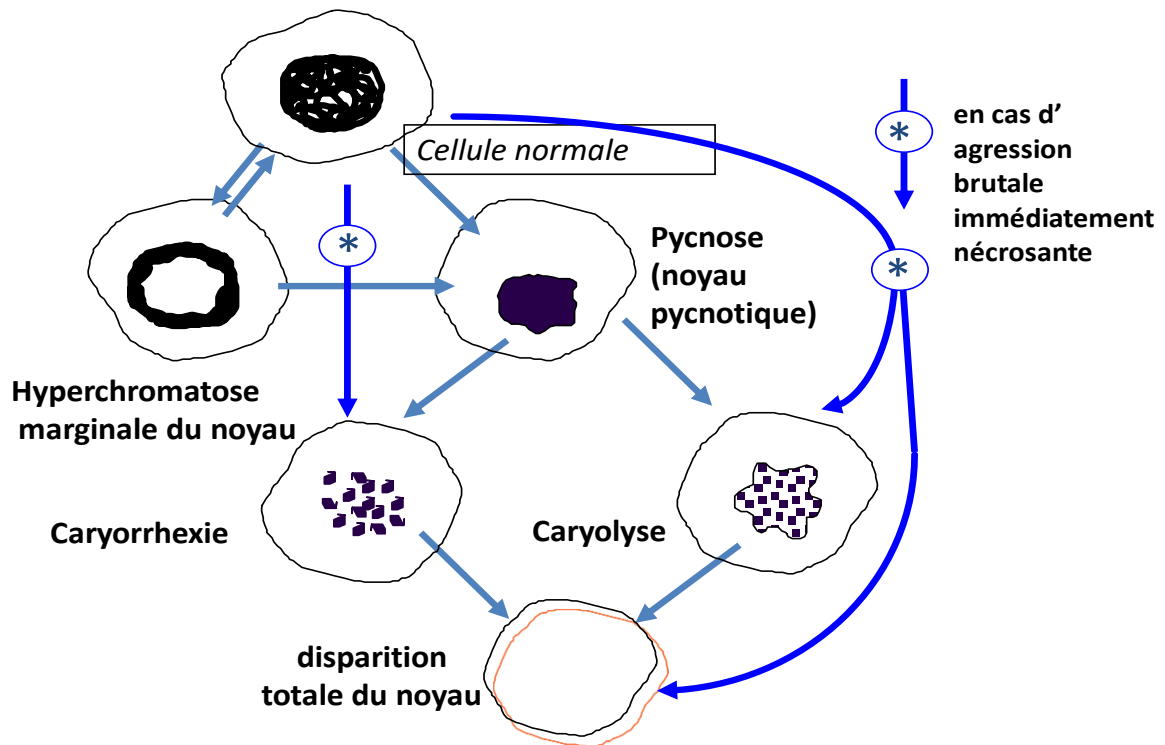 Cellule normale
*
en cas d’
agression
brutale
immédiatement
nécrosante
*
*
Pycnose
(noyau
pycnotique)
Hyperchromatose
marginale du noyau
Caryorrhexie
Caryolyse
disparition
totale du noyau